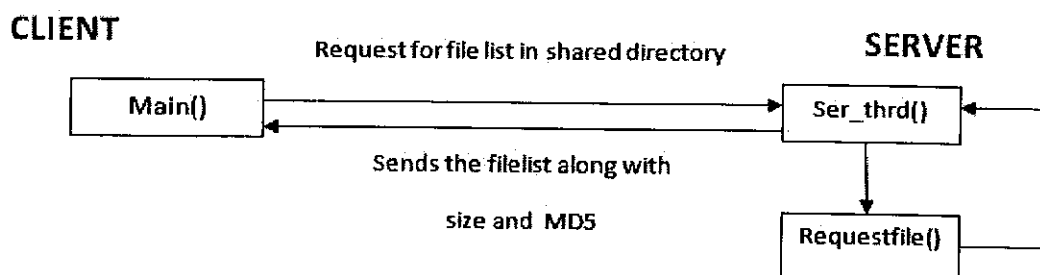 CLIENT
Request for file list in shared directory
SERVER
Main()
Ser_thrd()
Sends the filelist along with
size and MD5
Requestfile()